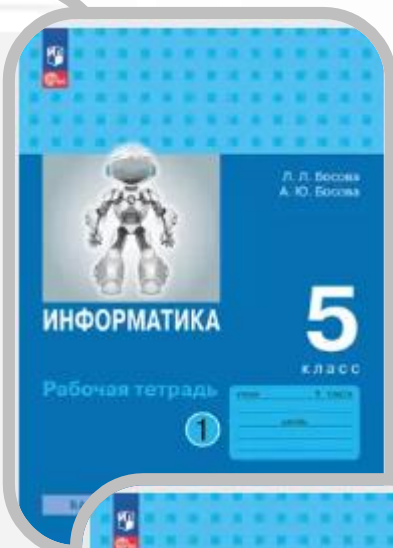 Л. Л. Босова
А. Ю. Босова
ИНФОРМАТИКА
5
класс
Рабочая тетрадь
1